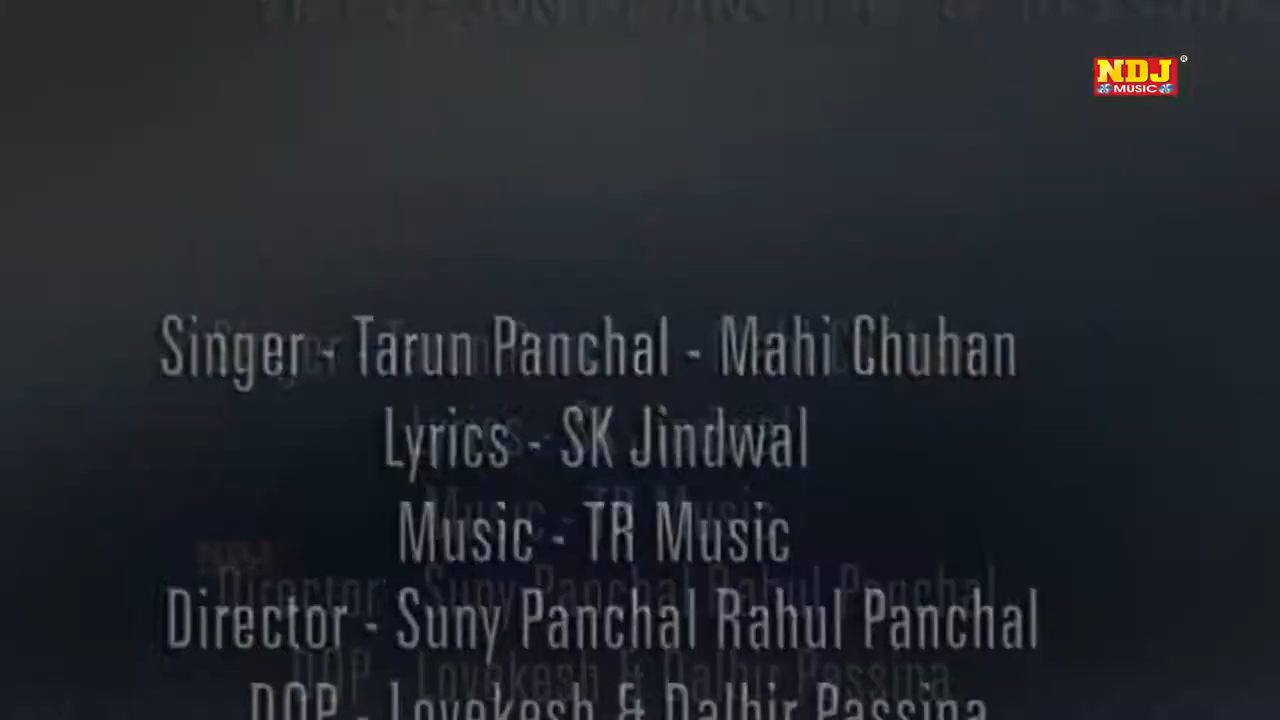 NDJ
MUSIC
Singer - Tarun Panchal - Mahi Chuhan
Lyrics - SK Jindwal
Music - TR Music
Director - Suny Panchal Rahul Panchal
DOP - Lovekesh & Dalbir Passina